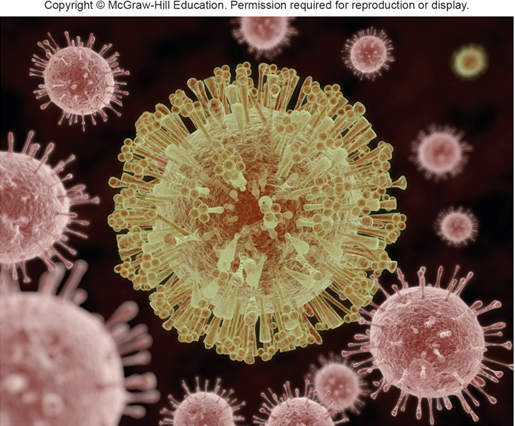 Copyright © McGraw-Hill Education. Permission required for reproduction or display.